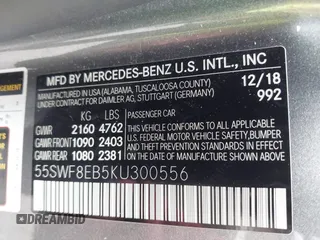 MFD BY MERCEDES-BENZ U.S. INTL., INC
MANUFACTURED IN USA (ALABAMA, TUSCALOOSA COUNTY)
UNDER CONTRACT FOR DAIMLER AG, STUTTGART (GERMANY)
12/18
992
KG LBS
GVWR 2160 4762
GAWR FRONT 1090 2403
GAWR REAR 1080 2381
THIS VEHICLE CONFORMS TO ALL APPLICABLE
FEDERAL MOTOR VEHICLE SAFETY, BUMPER,
AND THEFT PREVENTION STANDARDS IN EFFECT
ON THE DATE OF MANUFACTURE SHOWN ABOVE.
55SWF8EB5KU300556
PASSENGER CAR